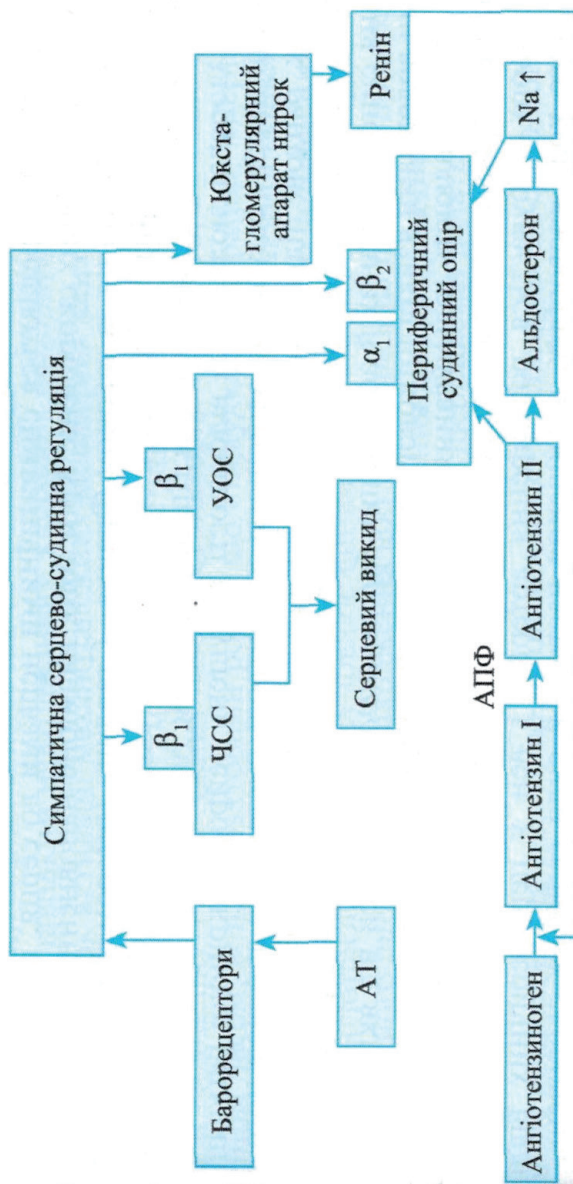 Симпатична серцево-судинна регуляція
Барорецептори
АТ
β1
ЧСС
β1
УОС
Серцевий викид
α1
β2
Периферичний
судинний опір
Юкста-
гломерулярний
апарат нирок
Ренін
Ангіотензиноген
Ангіотензин I
АПФ
Ангіотензин II
Альдостерон
Na ↑